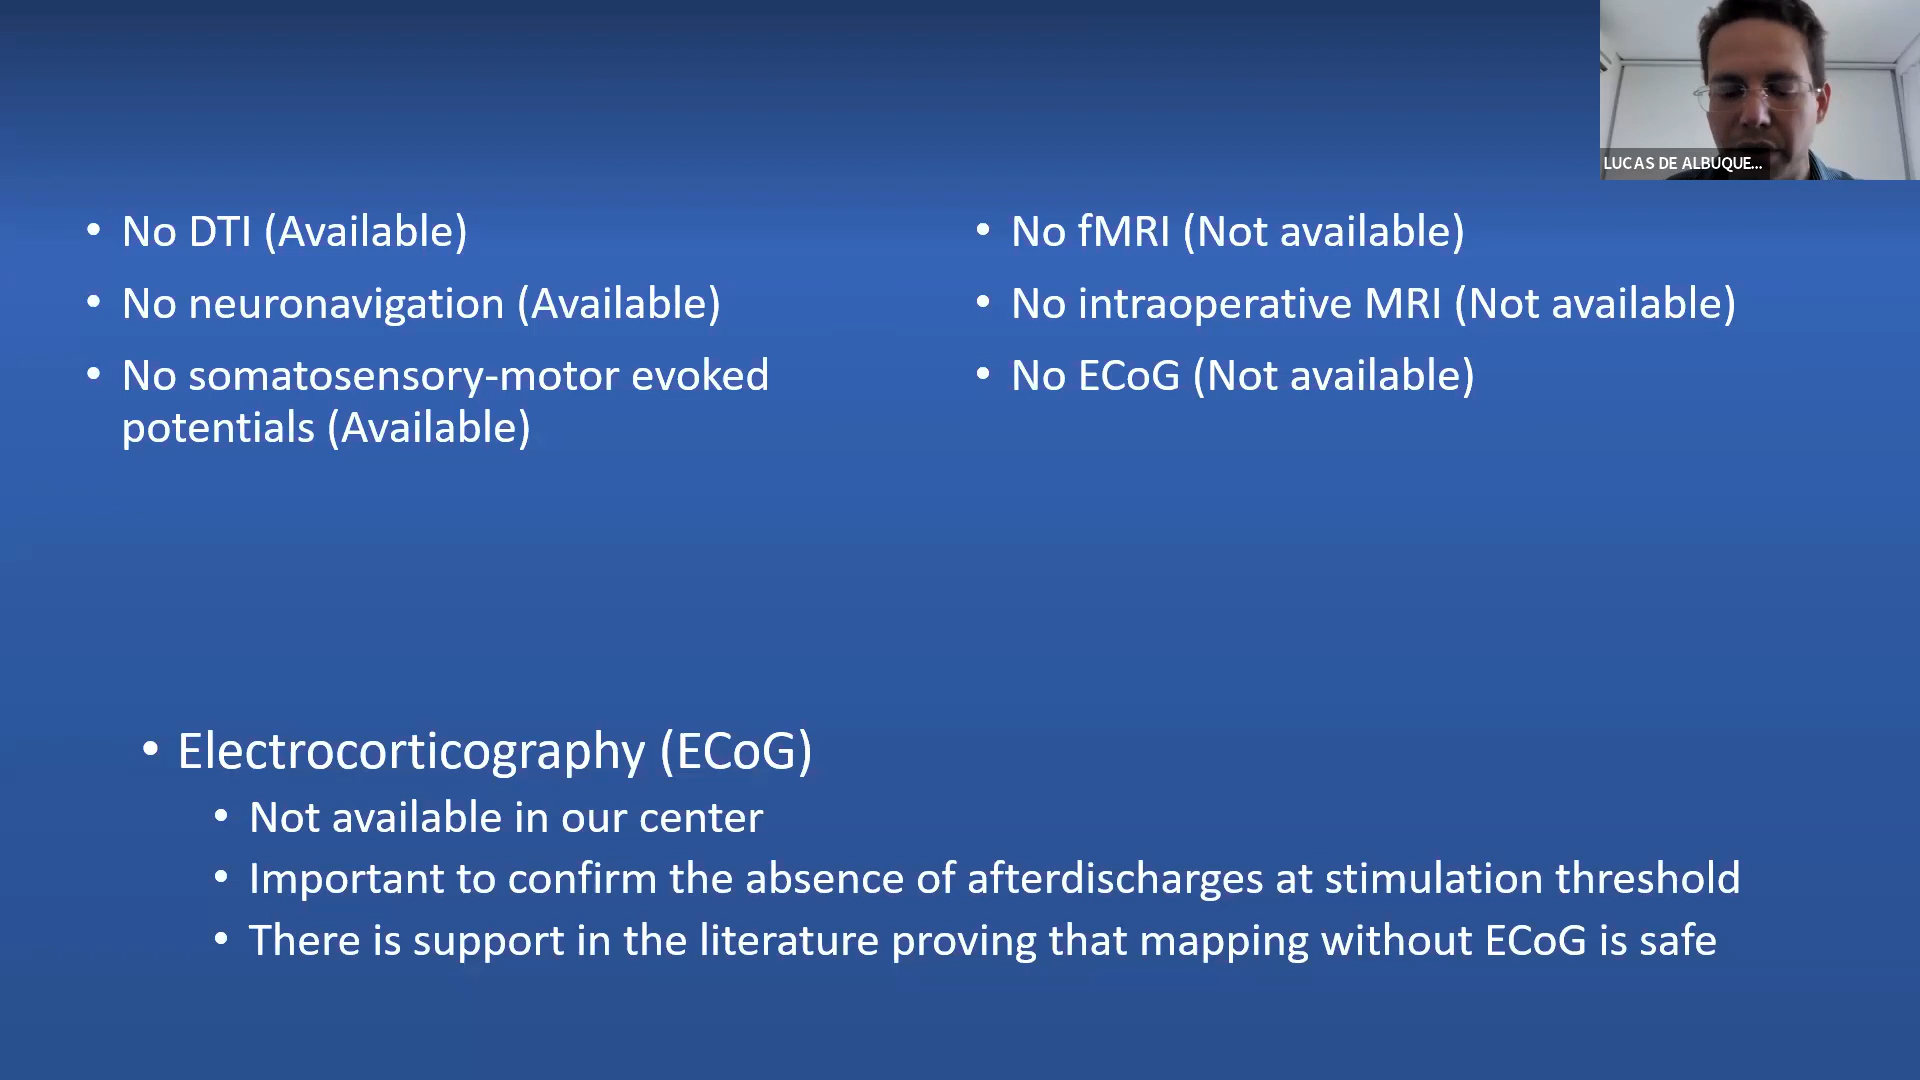 LUCAS DE ALBUQUE...
• No DTI (Available)
• No neuronavigation (Available)
• No somatosensory-motor evoked
potentials (Available)
• No fMRI (Not available)
• No intraoperative MRI (Not available)
• No ECoG (Not available)
• Electrocorticography (ECoG)
• Not available in our center
• Important to confirm the absence of afterdischarges at stimulation threshold
• There is support in the literature proving that mapping without ECoG is safe